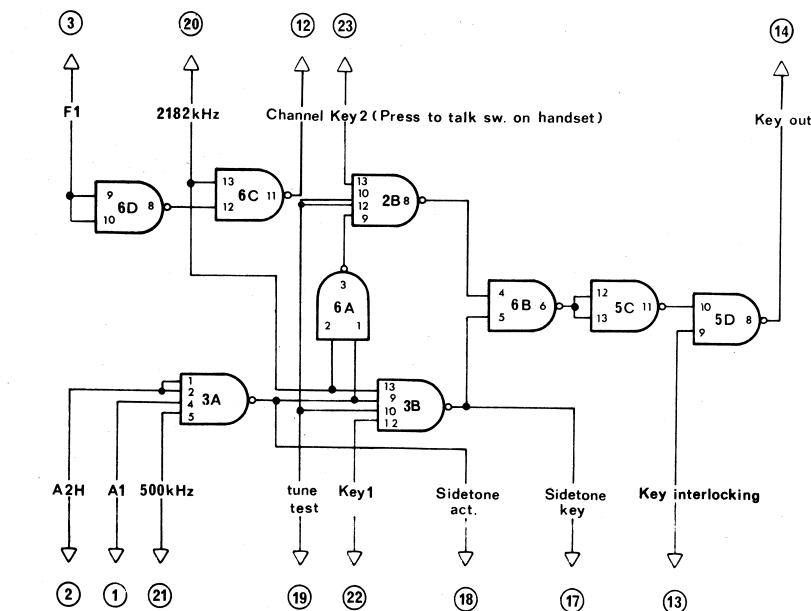 3 20 12 23 14
F1 2182kHz Channel Key2 (Press to talk sw. on handset) Key out
9 10 6D 8
13 12 6C 11
13 10 12 9 2B 8
3 6A 2 1
4 5 6B 6
12 13 5C 11
10 9 5D 8
1 2 4 5 3A
13 9 10 12 3B
A2H A1 500kHz tune test Key1 Sidetone act. Sidetone key Key interlocking
2 1 21 19 22 18 17 13